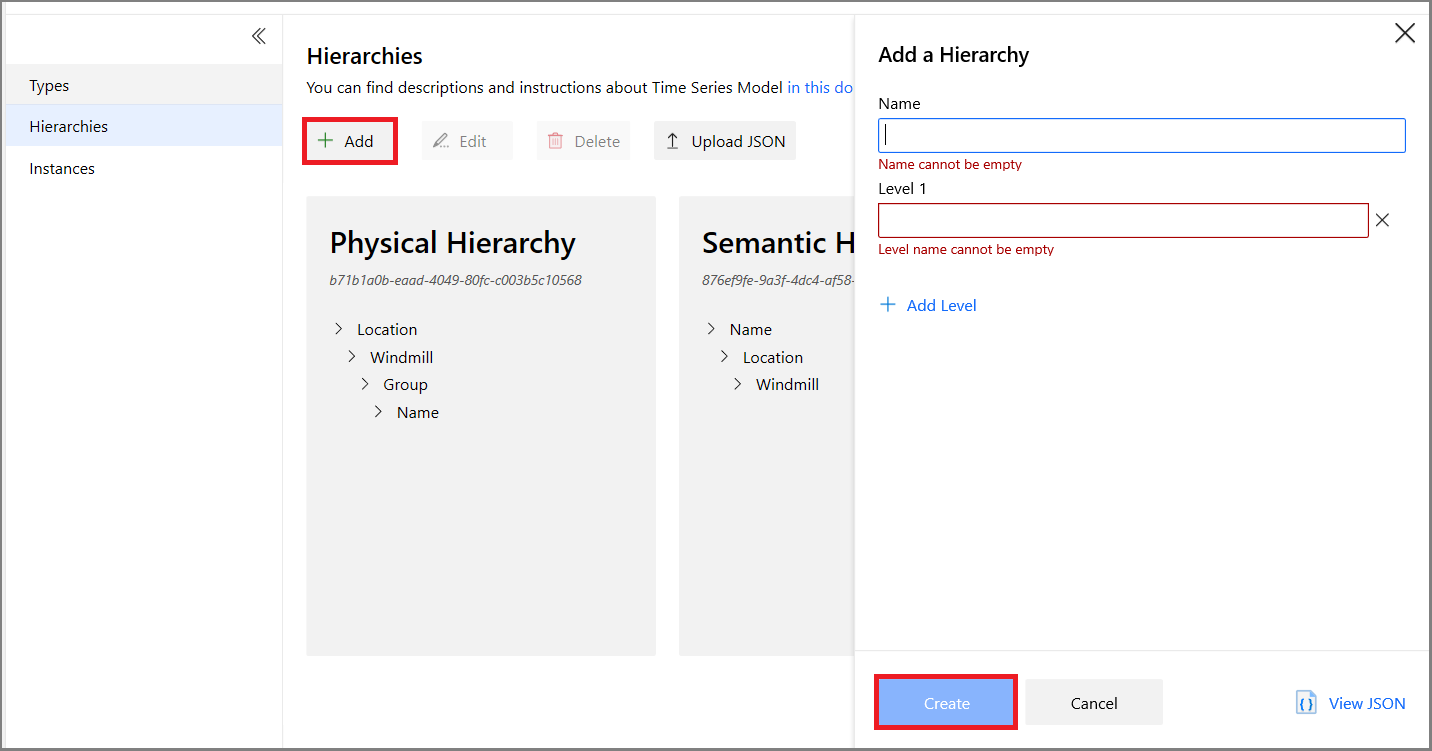 Types
Hierarchies
Instances
Hierarchies
You can find descriptions and instructions about Time Series Model in this do
Add
Edit
Delete
Upload JSON
Physical Hierarchy
b71b1a0b-eaad-4049-80fc-c003b5c10568
Location
Windmill
Group
Name
Semantic H
876ef9fe-9a3f-4dc4-af58-
Name
Location
Windmill
Add a Hierarchy
Name
Name cannot be empty
Level 1
Level name cannot be empty
Add Level
Create
Cancel
{} View JSON